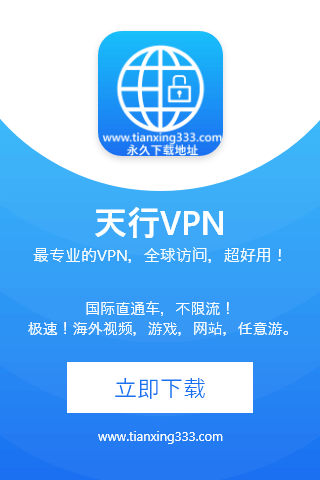 www.tianxing333.com
永久下载地址
天行VPN
最专业的VPN，全球访问，超好用！
国际直通车，不限流！
极速！海外视频，游戏，网站，任意游。
立即下载
www.tianxing333.com